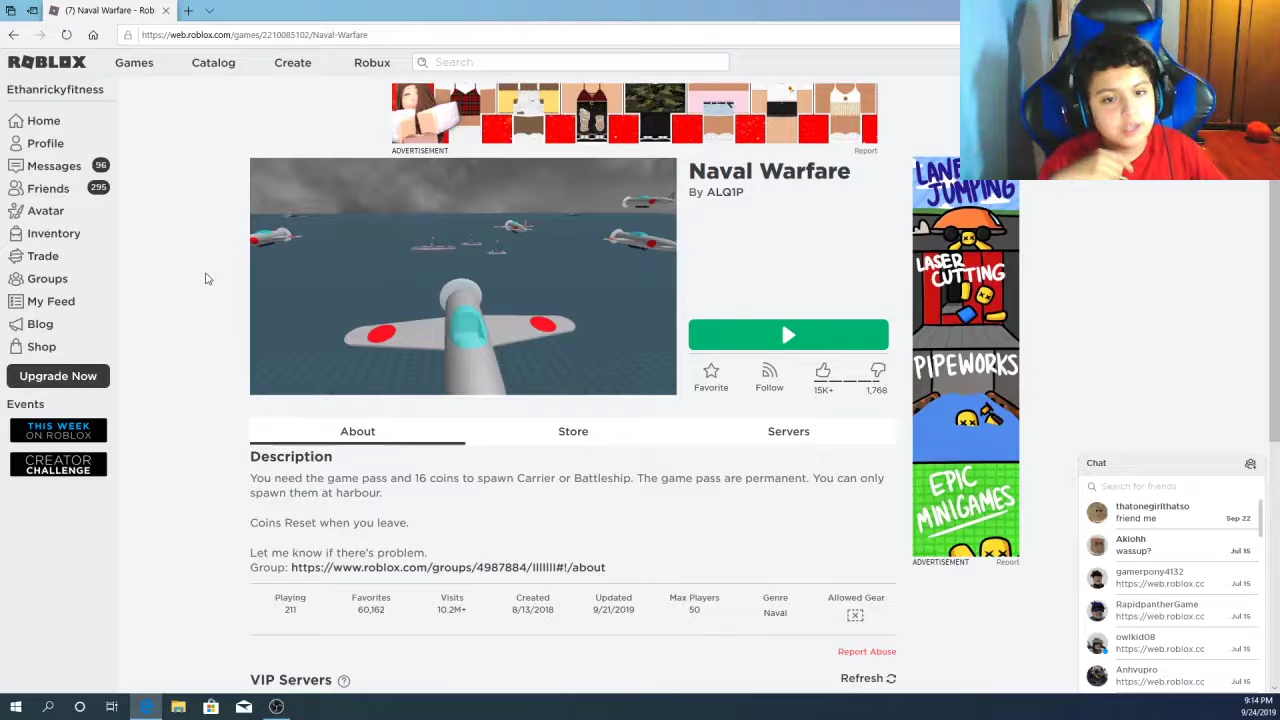 (7) Naval Warfare - Rob
https://web.roblox.com/games/2210085102/Naval-Warfare
ROBLOX
Games
Catalog
Create
Robux
Search
Ethanrickyfitness
Home
Profile
Messages 96
Friends 295
Avatar
Inventory
Trade
Groups
My Feed
Blog
Shop
Upgrade Now
Events
THIS WEEK
ON ROBLOX
CREATOR
CHALLENGE
ADVERTISEMENT
Report
Naval Warfare
By ALQ1P
Favorite
Follow
15K+
1,768
About
Store
Servers
Description
You need the game pass and 16 coins to spawn Carrier or Battleship. The game pass are permanent. You can only
spawn them at harbour.
Coins Reset when you leave.
Let me know if there's problem.
Group: https://www.roblox.com/groups/4987884/IIIIIII#!/about
Playing
211
Favorites
60,162
Visits
10.2M+
Created
8/13/2018
Updated
9/21/2019
Max Players
50
Genre
Naval
Allowed Gear
Report Abuse
VIP Servers
Refresh
LANE
JUMPING
LASER
CUTTING
PIPEWORKS
EPIC
MINIGAMES
ADVERTISEMENT
Report
Chat
Search for friends
thatonegirlthatso
friend me
Sep 22
Akiohh
wassup?
Jul 15
gamerpony4132
https://web.roblox.cc
Jul 15
RapidpantherGame
https://web.roblox.cc
Jul 15
owlkid08
https://web.roblox.cc
Jul 15
Anhvupro
https://web.roblox.cc
Jul 15
9:14 PM
9/24/2019